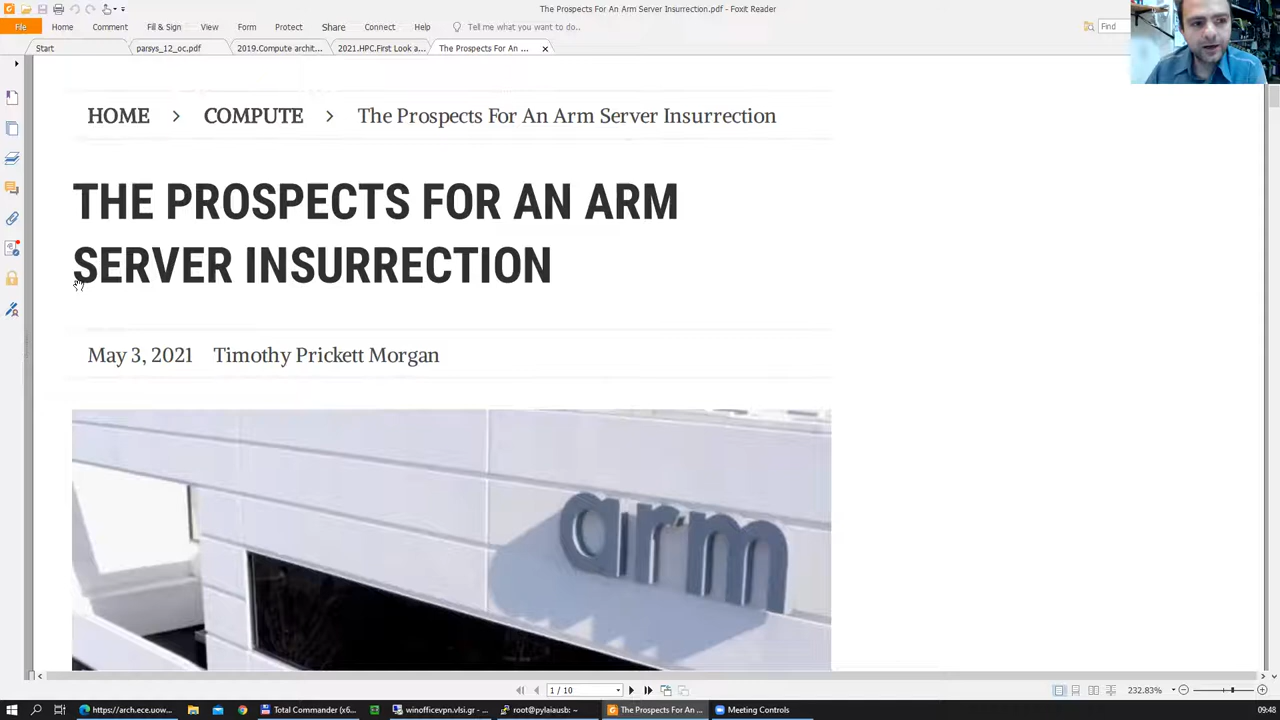 The Prospects For An Arm Server Insurrection.pdf - Foxit Reader
File Home Comment Fill & Sign View Form Protect Share Connect Help Tell me what you want to do.. Find
Start parsys_12_oc.pdf 2019.Compute archit... 2021.HPC.First Look a... The Prospects For An ...
HOME > COMPUTE > The Prospects For An Arm Server Insurrection
THE PROSPECTS FOR AN ARM
SERVER INSURRECTION
May 3, 2021 Timothy Prickett Morgan
arm
1 / 10 232.83%
https://arch.ece.uow... Total Commander (x6... winofficevpn.vlsi.gr - ... root@pylaiausb: ~ The Prospects For An ... Meeting Controls 09:48